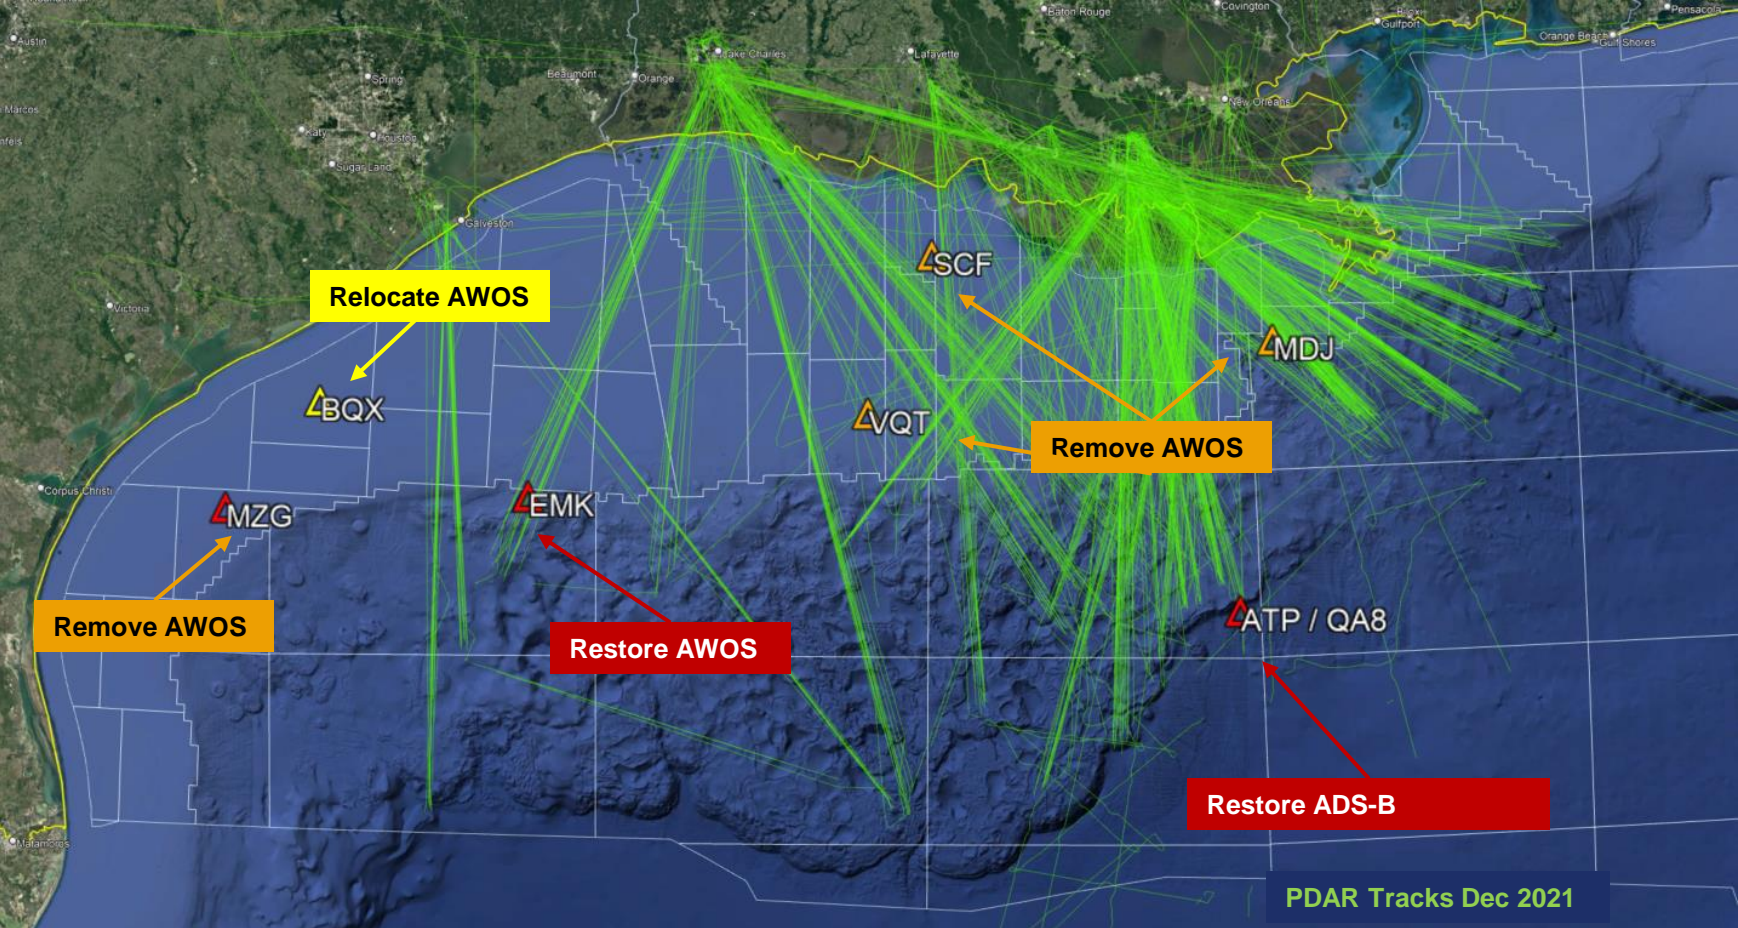 Austin
Baton Rouge
Covington
Gulfport
Pensacola
Orange Beach
Gulf Shores
Lake Charles
Lafayette
Spring
Beaumont
Orange
New Orleans
Marcos
Katy
Houston
Sugar Land
Galveston
SCF
Relocate AWOS
Victoria
MDJ
BQX
VQT
Remove AWOS
Corpus Christi
MZG
EMK
Remove AWOS
Restore AWOS
ATP / QA8
Restore ADS-B
Matamoros
PDAR Tracks Dec 2021